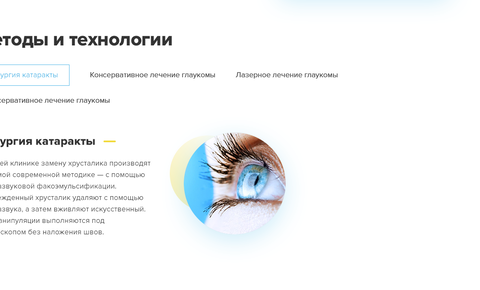 етоды и технологии
ургия катаракты Консервативное лечение глаукомы Лазерное лечение глаукомы
сервативное лечение глаукомы
ургия катаракты
ей клинике замену хрусталика производят
мой современной методике — с помощью
азвуковой факоэмульсификации.
ежденный хрусталик удаляют с помощью
азвука, а затем вживляют искусственный.
анипуляции выполняются под
оскопом без наложения швов.